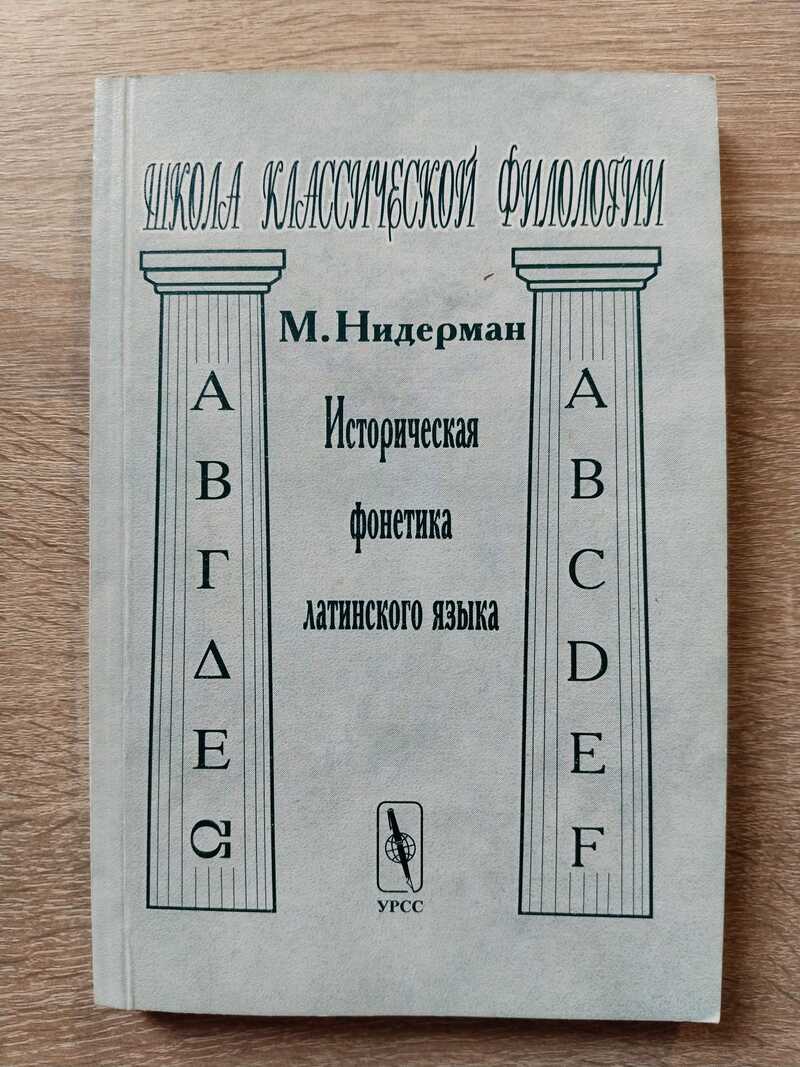 ШКОЛА КЛАССИЧЕСКОЙ ФИЛОЛОГИИ
М.Нидерман
Историческая
фонетика
латинского языка
Α
Β
Γ
Δ
Ε
Ω
A
B
C
D
E
F
УРСС